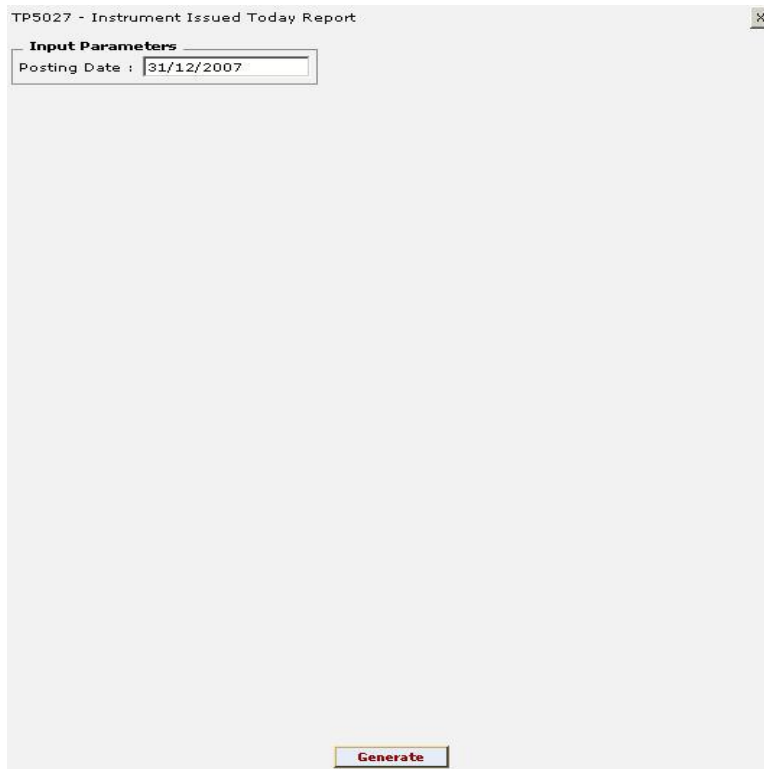 TP5027 - Instrument Issued Today Report
X
Input Parameters
Posting Date : 31/12/2007
Generate